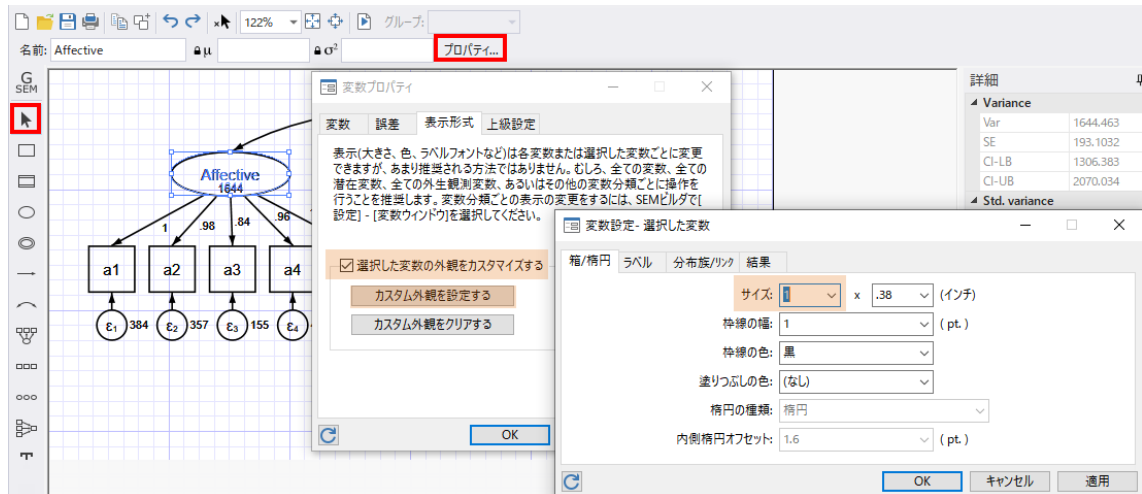 122%
グループ:
名前: Affective
μ
σ²
プロパティ...
G
SEM
T
Affective
1644
1
.98
.84
.96
a1
a2
a3
a4
ε1 384
ε2 357
ε3 155
ε4
変数プロパティ
変数 誤差 表示形式 上級設定
表示(大きさ、色、ラベルフォントなど)は各変数または選択した変数ごとに変更
できますが、あまり推奨される方法ではありません。むしろ、全ての変数、全ての
潜在変数、全ての外生観測変数、あるいはその他の変数分類ごとに操作を
行うことを推奨します。変数分類ごとの表示の変更をするには、SEMビルダで[
設定] - [変数ウィンドウ]を選択してください。
選択した変数の外観をカスタマイズする
カスタム外観を設定する
カスタム外観をクリアする
OK
変数設定- 選択した変数
箱/楕円 ラベル 分布族/リンク 結果
サイズ: 1 x .38 (インチ)
枠線の幅: 1 ( pt. )
枠線の色: 黒
塗りつぶしの色: (なし)
楕円の種類: 楕円
内側楕円オフセット: 1.6 ( pt. )
OK キャンセル 適用
詳細
Variance
Var 1644.463
SE 193.1032
CI-LB 1306.383
CI-UB 2070.034
Std. variance